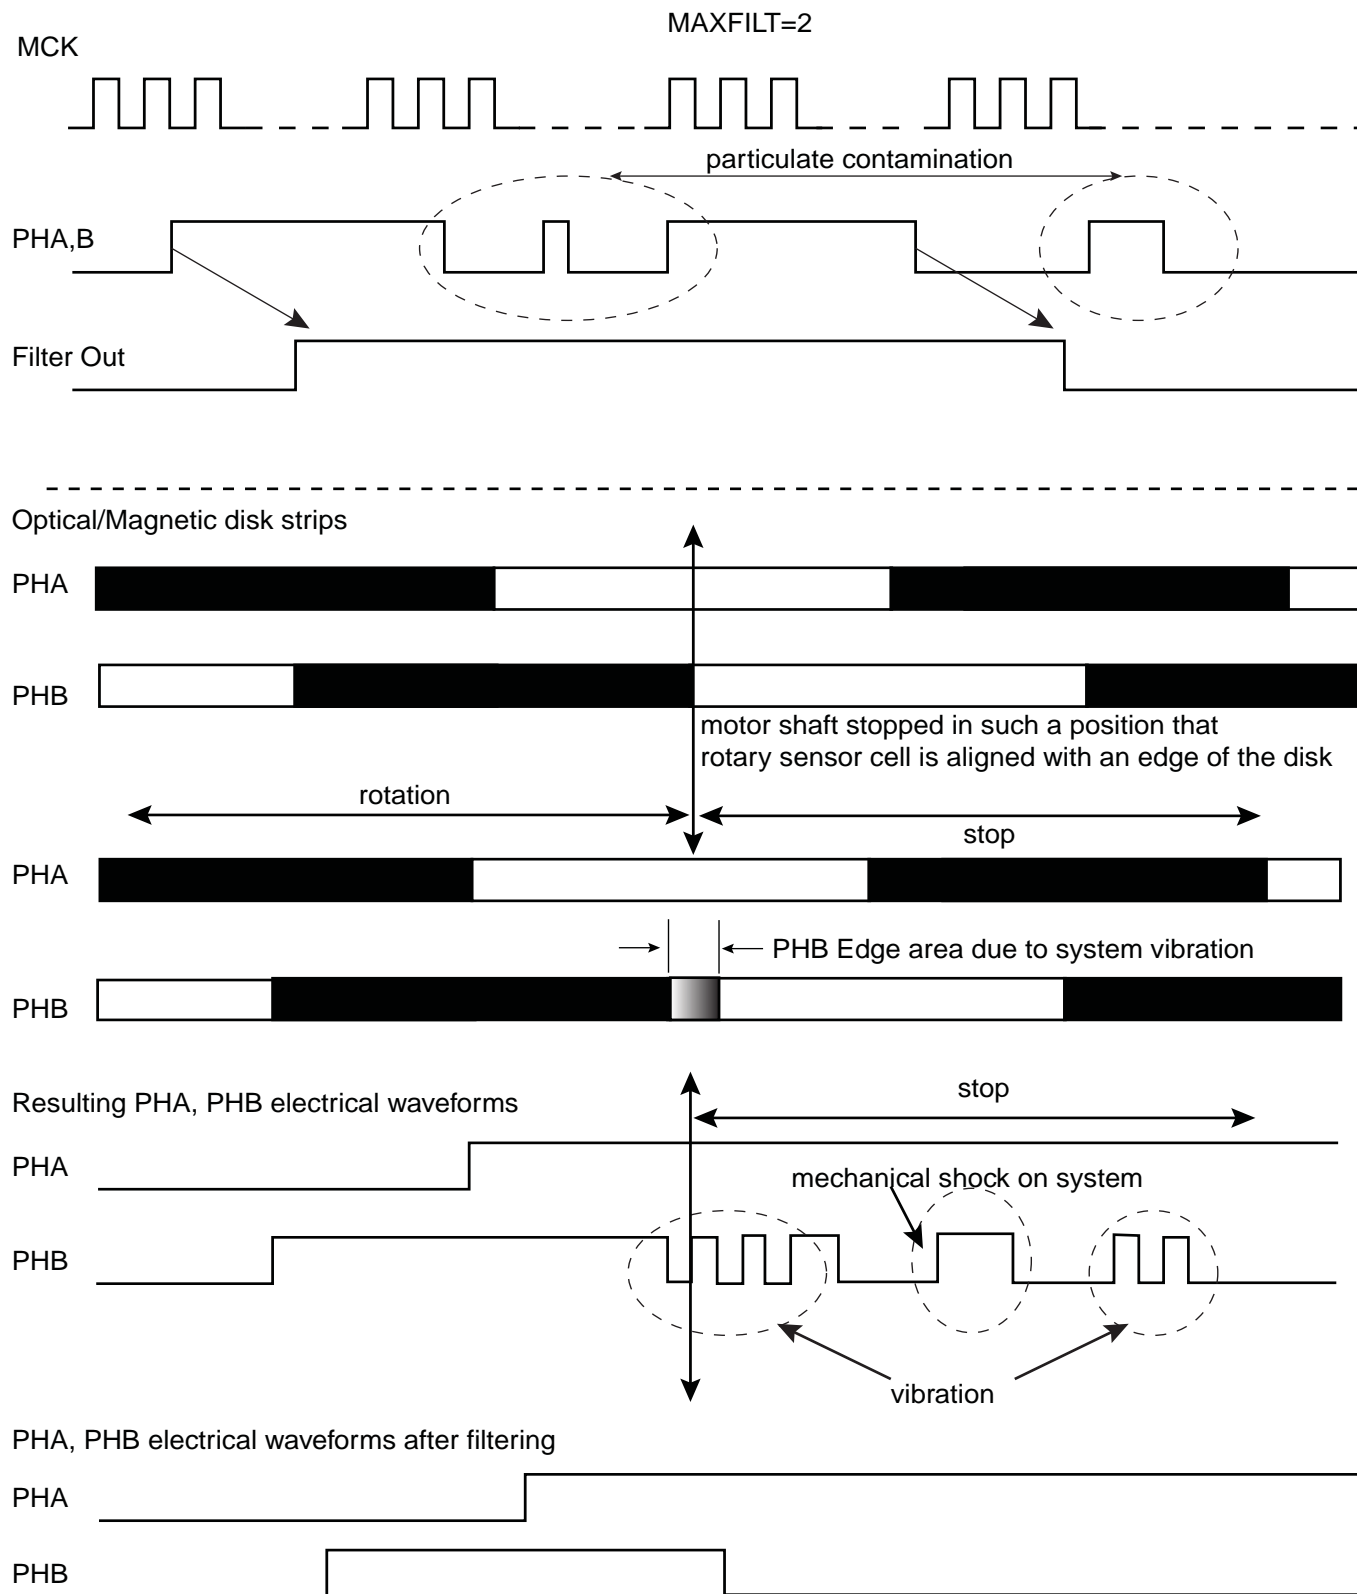 MAXFILT=2
MCK
particulate contamination
PHA,B
Filter Out
Optical/Magnetic disk strips
PHA
PHB
motor shaft stopped in such a position that
rotary sensor cell is aligned with an edge of the disk
rotation
stop
PHA
PHB Edge area due to system vibration
PHB
stop
Resulting PHA, PHB electrical waveforms
PHA
mechanical shock on system
PHB
vibration
PHA, PHB electrical waveforms after filtering
PHA
PHB